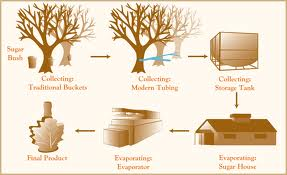 Sugar
Bush
Collecting:
Traditional Buckets
Collecting:
Modern Tubing
Collecting:
Storage Tank
Final Product
Evaporating:
Evaporator
Evaporating:
Sugar House